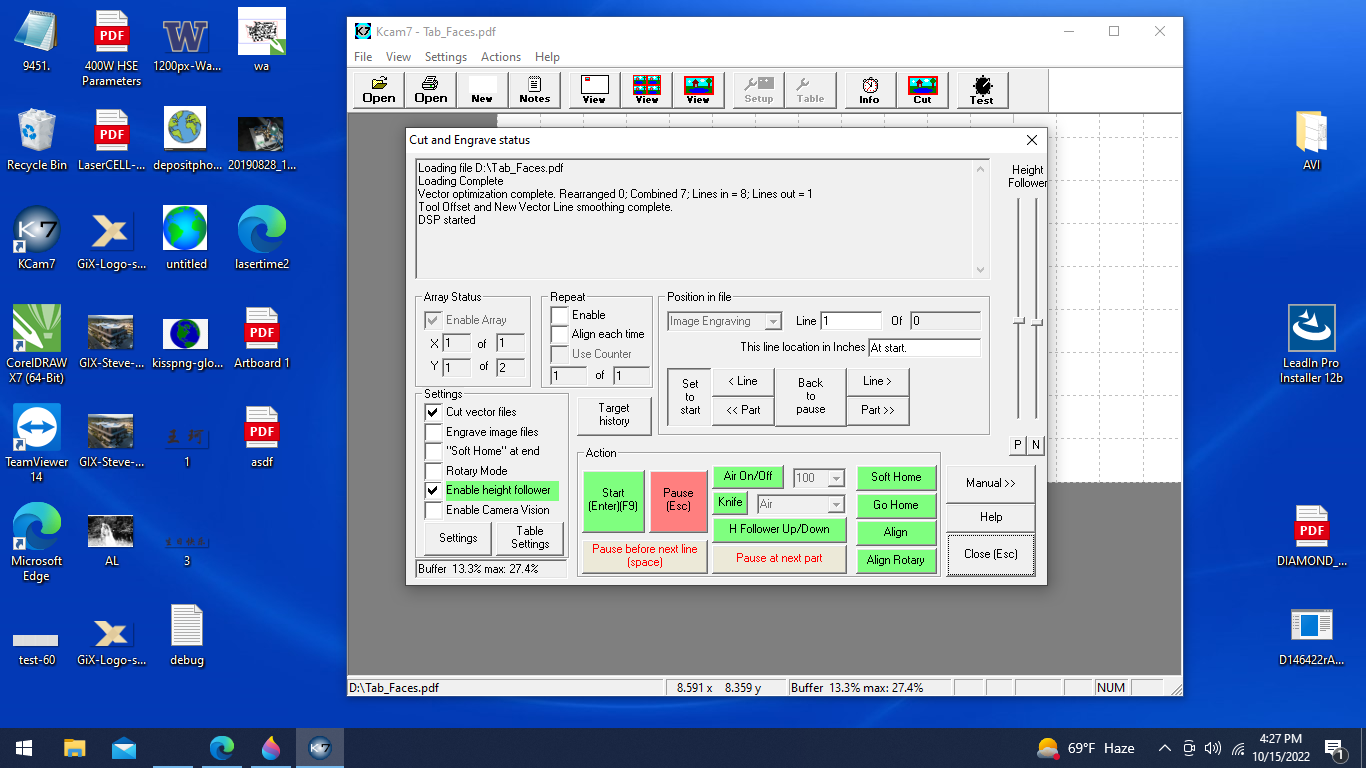 9451.
400W HSE
Parameters
1200px-Wa...
wa
Recycle Bin
LaserCELL-...
depositpho...
20190828_1...
KCam7
GiX-Logo-s...
untitled
lasertime2
CorelDRAW
X7 (64-Bit)
GIX-Steve-...
kisspng-glo...
Artboard 1
TeamViewer
14
GIX-Steve-...
1
asdf
Microsoft
Edge
AL
3
test-60
GiX-Logo-s...
debug
PDF
PDF
PDF
PDF
K7
W
Kcam7 - Tab_Faces.pdf
File View Settings Actions Help
Open Open New Notes View View View Setup Table Info Cut Test
Cut and Engrave status
Loading file D:\Tab_Faces.pdf
Loading Complete
Vector optimization complete. Rearranged 0; Combined 7; Lines in = 8; Lines out = 1
Tool Offset and New Vector Line smoothing complete.
DSP started
Height
Follower
P N
Array Status
Enable Array
X 1 of 1
Y 1 of 2
Repeat
Enable
Align each time
Use Counter
1 of 1
Position in file
Image Engraving Line 1 Of 0
This line location in Inches At start.
Set
to
start
< Line
<< Part
Back
to
pause
Line >
Part >>
Settings
Cut vector files
Engrave image files
"Soft Home" at end
Rotary Mode
Enable height follower
Enable Camera Vision
Settings
Table
Settings
Buffer 13.3% max: 27.4%
Target
history
Action
Start
(Enter)(F9)
Pause
(Esc)
Air On/Off 100
Knife Air
H Follower Up/Down
Pause before next line
(space)
Pause at next part
Soft Home
Go Home
Align
Align Rotary
Manual >>
Help
Close (Esc)
D:\Tab_Faces.pdf 8.591 x 8.359 y Buffer 13.3% max: 27.4% NUM
AVI
LeadIn Pro
Installer 12b
PDF
DIAMOND_...
D146422rA...
K7
69°F Haze
4:27 PM
10/15/2022
1